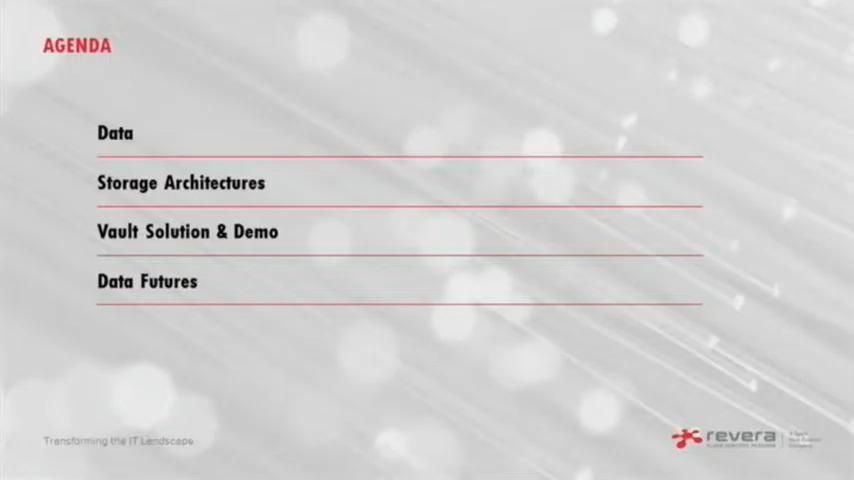 AGENDA
Data
Storage Architectures
Vault Solution & Demo
Data Futures
Transforming the IT Landscape
revera